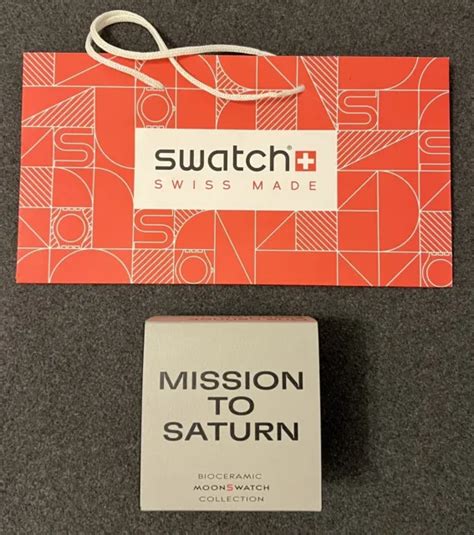 swatch
SWISS MADE
MISSION
TO
SATURN
BIOCERAMIC
MOONSWATCH
COLLECTION